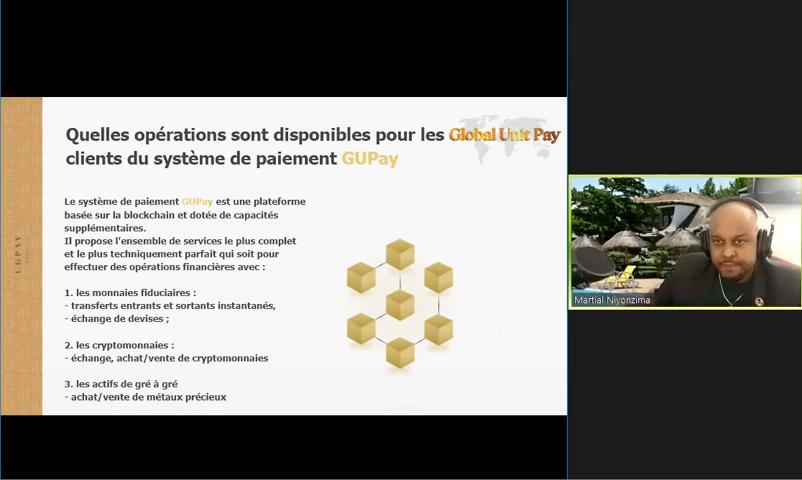 Quelles opérations sont disponibles pour les Global Unit Pay
clients du système de paiement GUPay
Le système de paiement GUPay est une plateforme
basée sur la blockchain et dotée de capacités
supplémentaires.
Il propose l'ensemble de services le plus complet
et le plus techniquement parfait qui soit pour
effectuer des opérations financières avec :
1. les monnaies fiduciaires :
- transferts entrants et sortants instantanés,
- échange de devises ;
2. les cryptomonnaies :
- échange, achat/vente de cryptomonnaies
3. les actifs de gré à gré
- achat/vente de métaux précieux
UGPAY
Martial Niyonzima